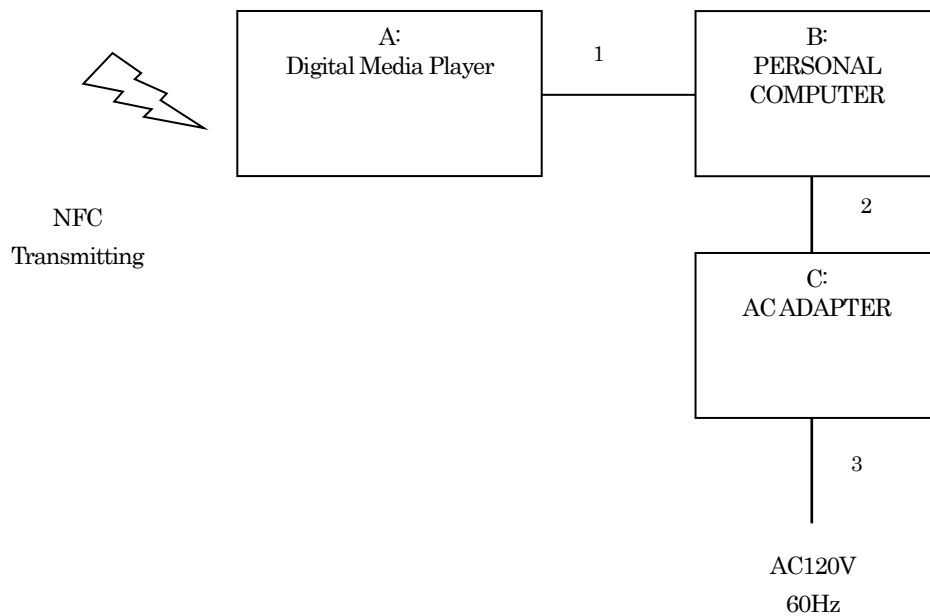 A:
Digital Media Player
1
B:
PERSONAL
COMPUTER
NFC
Transmitting
2
C:
AC ADAPTER
3
AC120V
60Hz